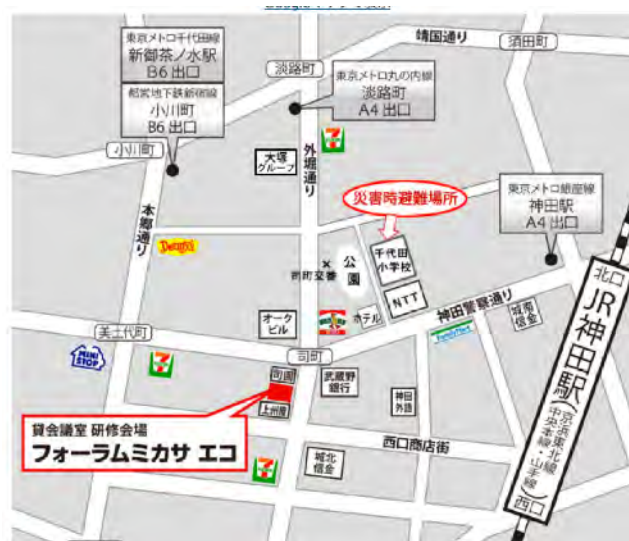 靖国通り
須田町
東京メトロ千代田線
新御茶ノ水駅
B6 出口
都営地下鉄新宿線
小川町
B6 出口
淡路町
東京メトロ丸の内線
淡路町
A4 出口
小川町
大塚
グループ
外堀通り
災害時避難場所
東京メトロ銀座線
神田駅
A4 出口
本郷通り
Denny's
千代田
小学校
公園
司町交番
NTT
神田警察通り
北口
JR神田駅
(京浜東北線
中央本線・山手線)
西口
オーク
ビル
ホテル
城南
信金
FamilyMart
美土代町
司町
MINI
STOP
武蔵野
銀行
神田
外語
上州屋
貸会議室 研修会場
フォーラムミカサ エコ
西口商店街
城北
信金